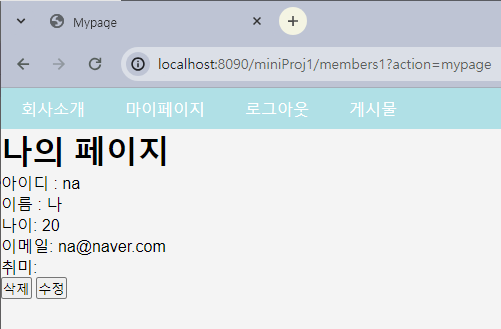 Mypage
localhost:8090/miniProj1/members1?action=mypage
회사소개 마이페이지 로그아웃 게시물
나의 페이지
아이디 : na
이름 : 나
나이: 20
이메일: na@naver.com
취미:
삭제 수정